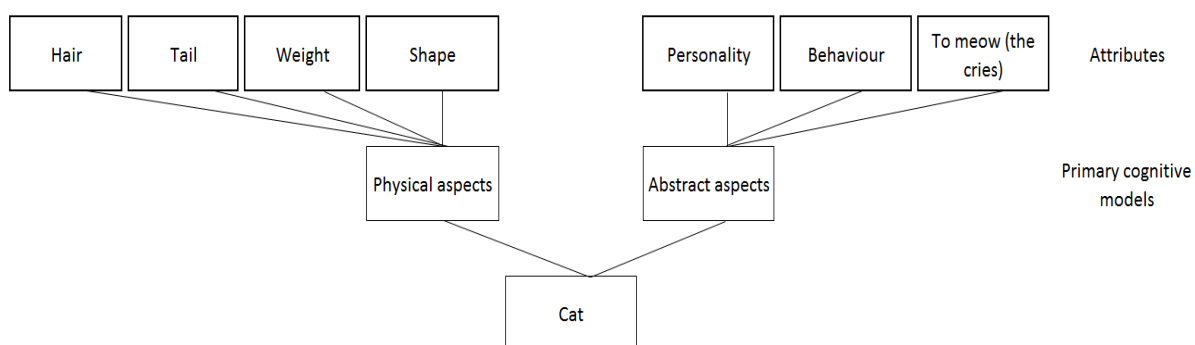 Hair
Tail
Weight
Shape
Personality
Behaviour
To meow (the
cries)
Attributes
Physical aspects
Abstract aspects
Primary cognitive
models
Cat